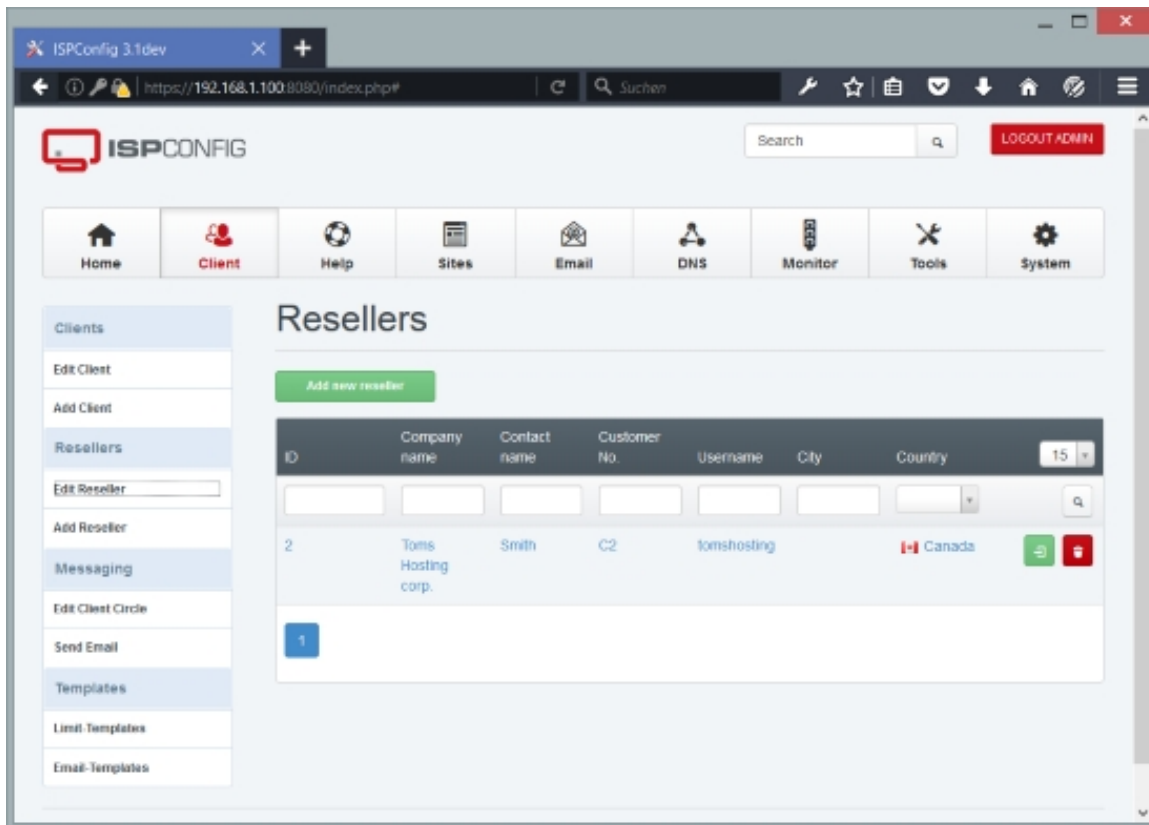 ISPConfig 3.1dev
https://192.168.1.100:8080/index.php#
Suchen
ISPCONFIG
Search
LOGOUT ADMIN
Home
Client
Help
Sites
Email
DNS
Monitor
Tools
System
Clients
Edit Client
Add Client
Resellers
Edit Reseller
Add Reseller
Messaging
Edit Client Circle
Send Email
Templates
Limit-Templates
Email-Templates
Resellers
Add new reseller
ID
Company
name
Contact
name
Customer
No.
Username
City
Country
15
2
Toms
Hosting
corp.
Smith
C2
tomshosting
Canada
1